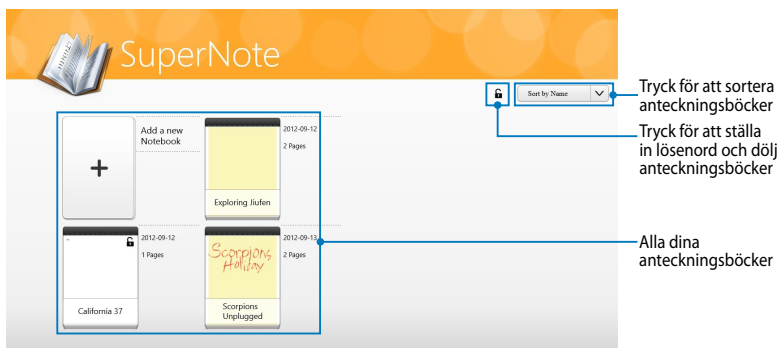 SuperNote
Sort by Name
Tryck för att sortera
anteckningsböcker
Tryck för att ställa
in lösenord och dölj
anteckningsböcker
Add a new
Notebook
2012-09-12
2 Pages
Exploring Jiufen
2012-09-12
1 Pages
California 37
Scorpions
Holiday
2012-09-13
2 Pages
Scorpions
Unplugged
Alla dina
anteckningsböcker